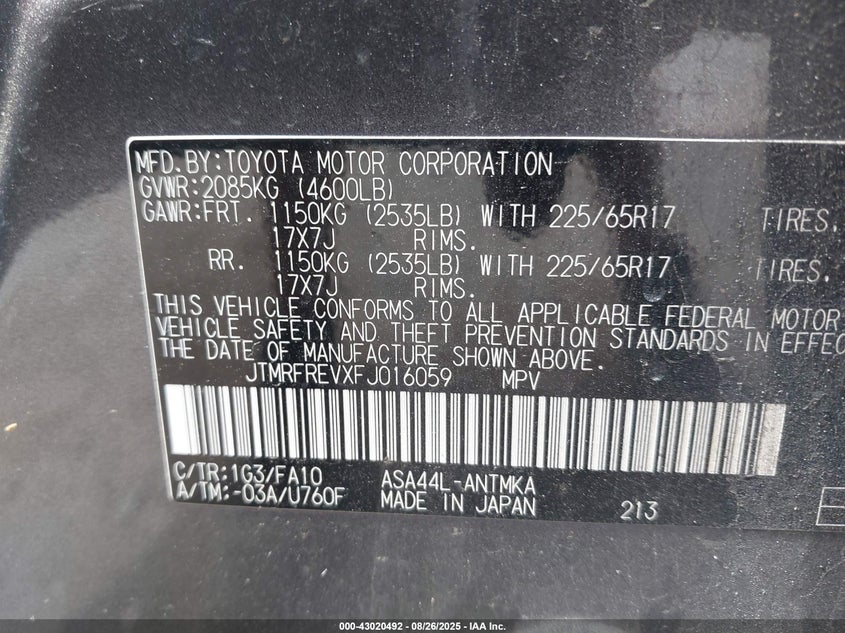 MFD.BY:TOYOTA MOTOR CORPORATION
GVWR:2085KG (4600LB)
GAWR:FRT. 1150KG (2535LB) WITH 225/65R17 TIRES.
17X7J RIMS.
RR. 1150KG (2535LB) WITH 225/65R17 TIRES.
17X7J RIMS.
THIS VEHICLE CONFORMS TO ALL APPLICABLE FEDERAL MOTOR
VEHICLE SAFETY AND THEFT PREVENTION STANDARDS IN EFFEC
THE DATE OF MANUFACTURE SHOWN ABOVE.
JTMRFREVXFJ016059 MPV
C/TR:1G3/FA10 ASA44L-ANTMKA
A/TM:-03A/U760F MADE IN JAPAN 213
000-43020492 - 08/26/2025 - IAA Inc.